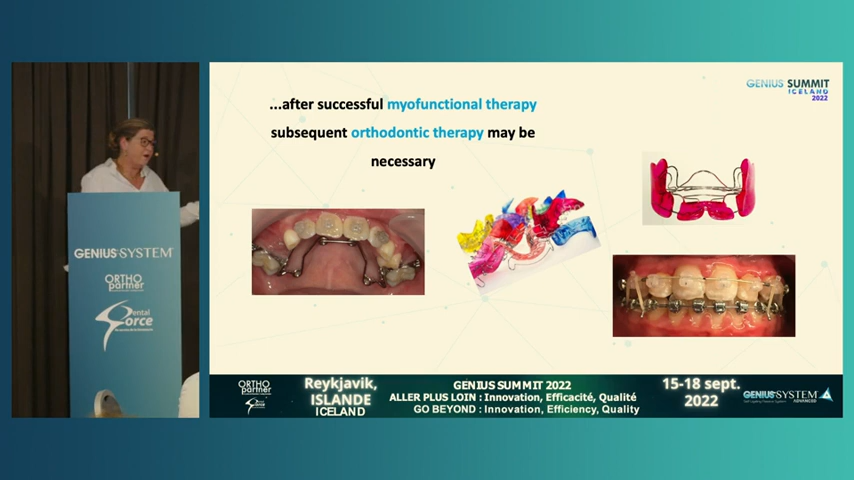 ...after successful myofunctional therapy
subsequent orthodontic therapy may be
necessary
GENIUS SUMMIT
ICELAND
2022
GENIUS SYSTEM
ORTHO
partner
Dental
Force
ORTHO
partner
Dental
Force
Reykjavik,
ISLANDE
ICELAND
GENIUS SUMMIT 2022
ALLER PLUS LOIN : Innovation, Efficacité, Qualité
GO BEYOND : Innovation, Efficiency, Quality
15-18 sept.
2022
GENIUS SYSTEM
ADVANCED